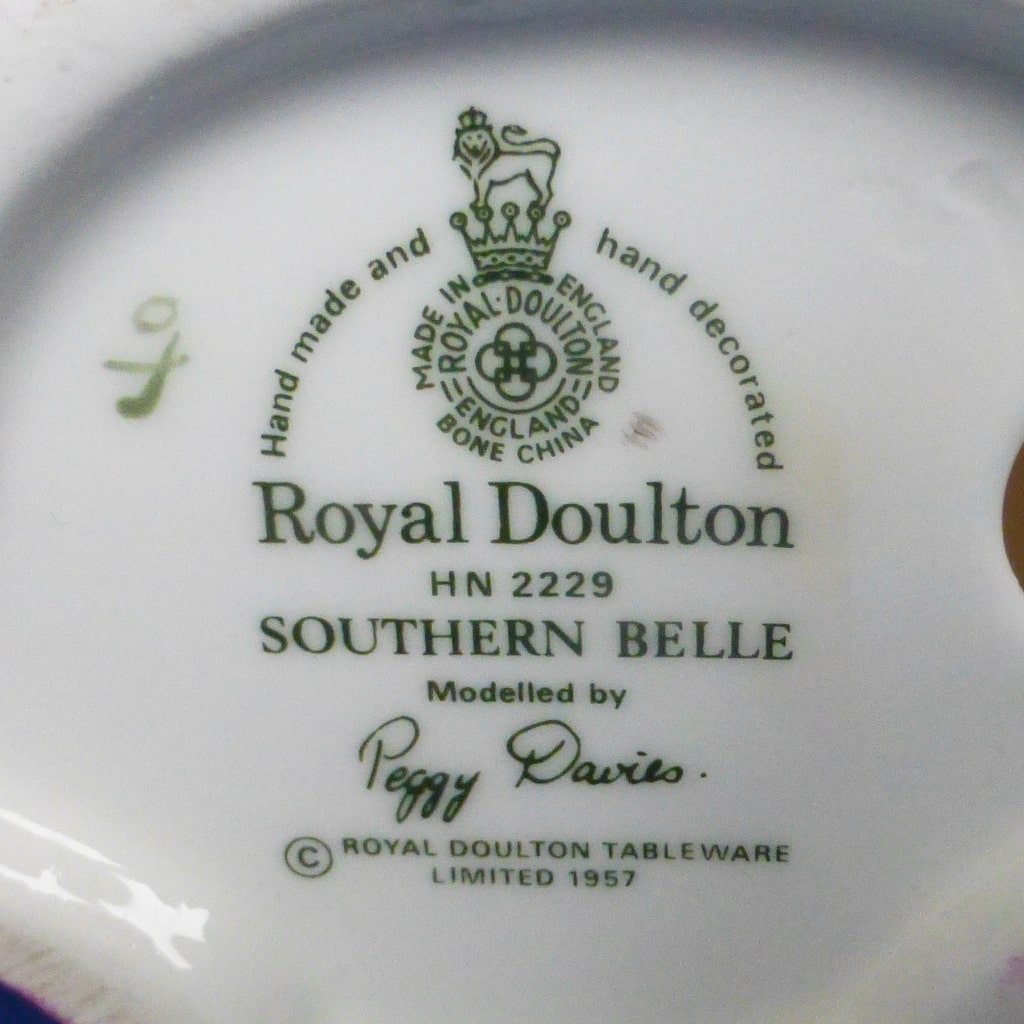 Hand made and hand decorated
MADE IN ENGLAND
ROYAL·DOULTON
ENGLAND
BONE CHINA
Royal Doulton
HN 2229
SOUTHERN BELLE
Modelled by
Peggy Davies.
© ROYAL DOULTON TABLEWARE
LIMITED 1957